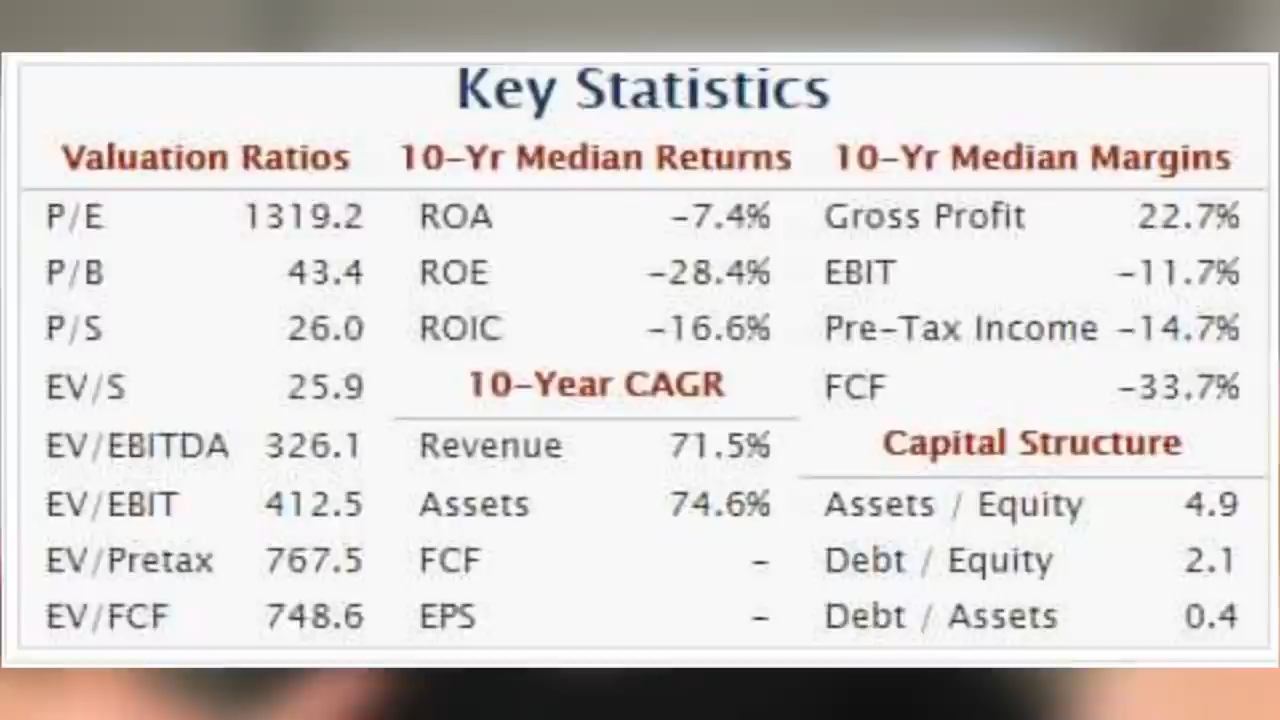 Key Statistics
Valuation Ratios 10-Yr Median Returns 10-Yr Median Margins
P/E 1319.2 ROA -7.4% Gross Profit 22.7%
P/B 43.4 ROE -28.4% EBIT -11.7%
P/S 26.0 ROIC -16.6% Pre-Tax Income -14.7%
EV/S 25.9 10-Year CAGR FCF -33.7%
EV/EBITDA 326.1 Revenue 71.5% Capital Structure
EV/EBIT 412.5 Assets 74.6% Assets / Equity 4.9
EV/Pretax 767.5 FCF - Debt / Equity 2.1
EV/FCF 748.6 EPS - Debt / Assets 0.4